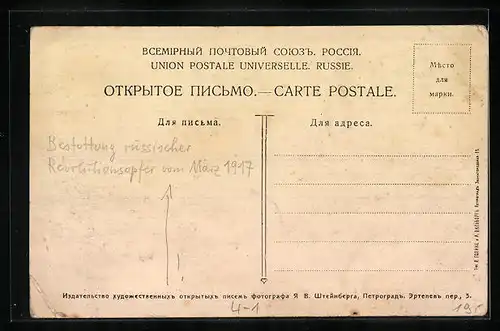 ВСЕМІРНЫЙ ПОЧТОВЫЙ СОЮЗЪ. РОССІЯ.
UNION POSTALE UNIVERSELLE. RUSSIE.
ОТКРЫТОЕ ПИСЬМО.—CARTE POSTALE.
Мѣсто
для
марки.
Для письма.
Для адреса.
Bestattung russischer
Revolutionsopfer vom März 1917
Издательство художественныхъ открытыхъ писемъ фотографа Я. В. Штейнберга, Петроградъ. Эртелевъ пер., 3.
4-1